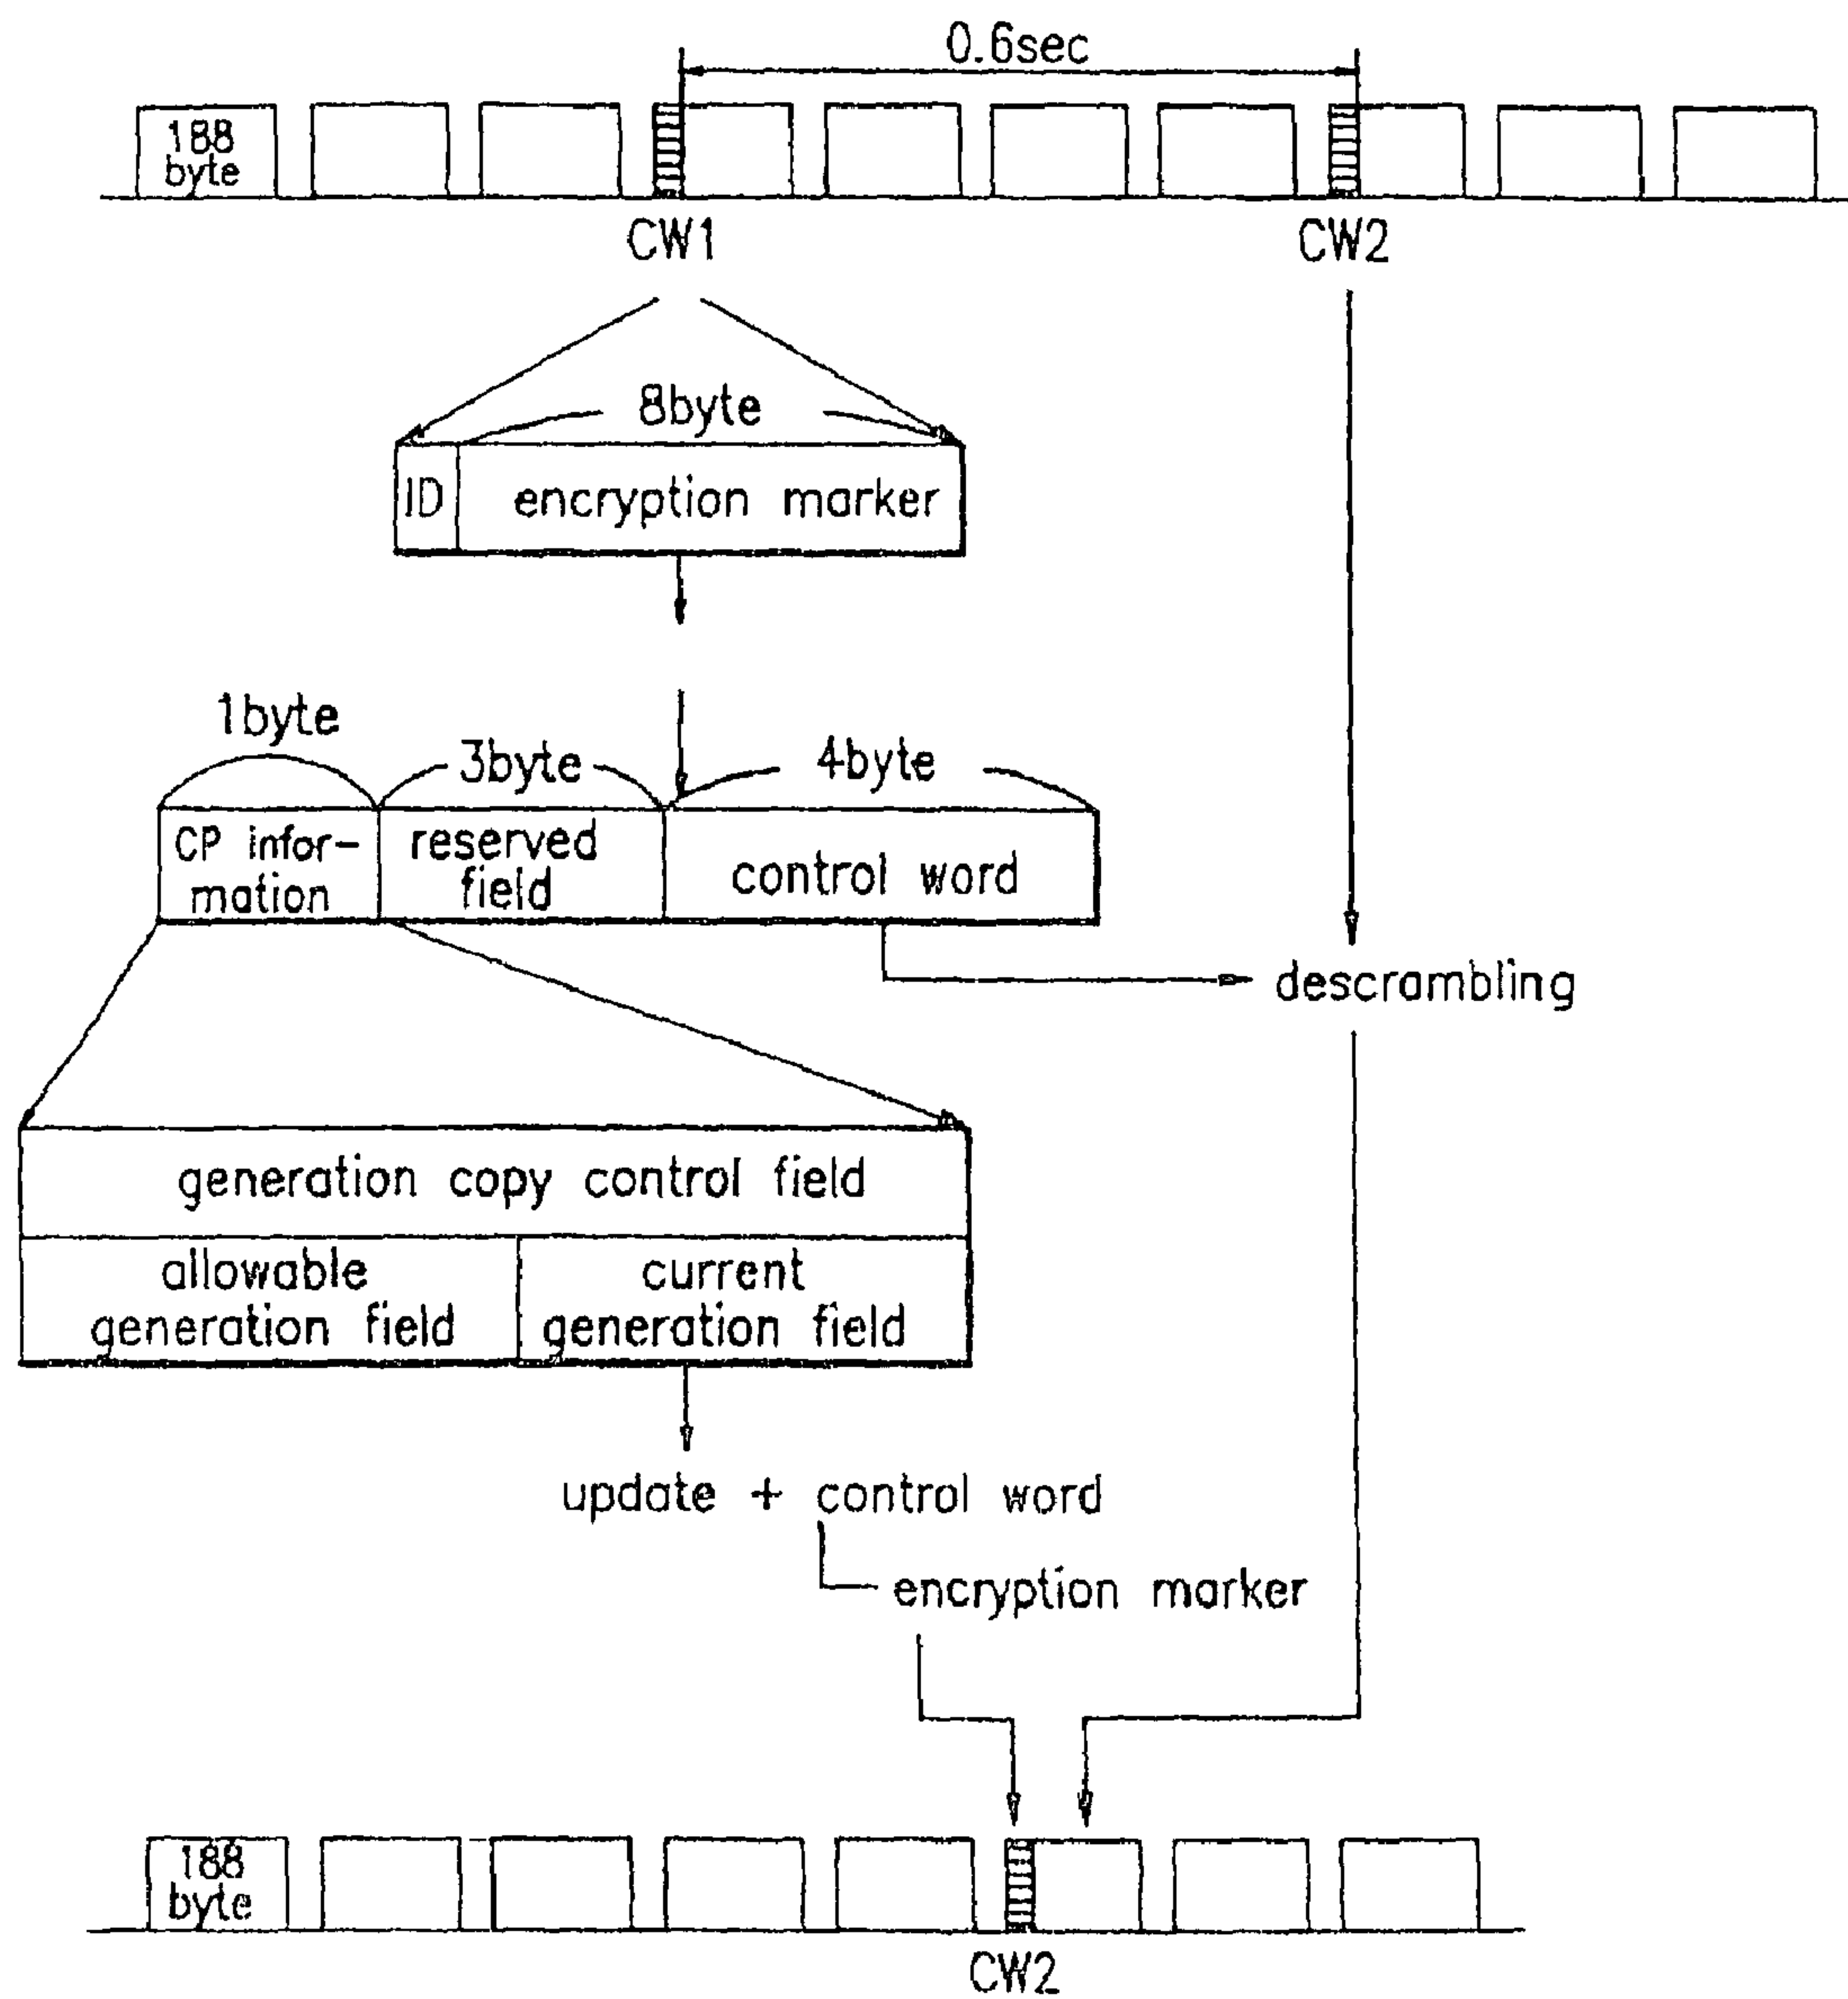 0.6sec
188
byte
CW1
CW2
8byte
ID
encryption marker
1byte
3byte
4byte
CP infor-
mation
reserved
field
control word
descrambling
generation copy control field
allowable
generation field
current
generation field
update + control word
encryption marker
188
byte
CW2